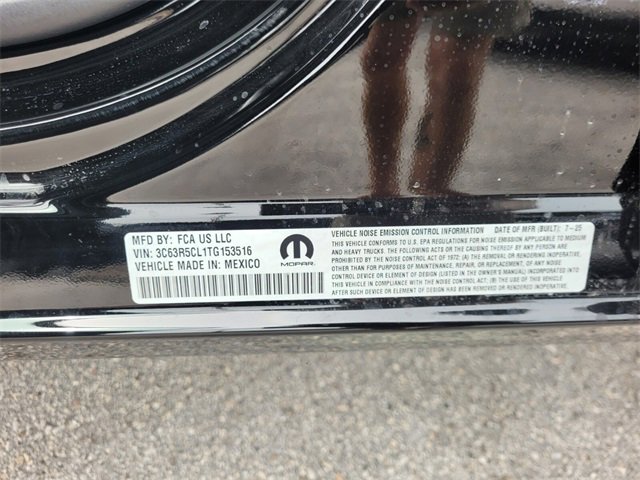 MFD BY: FCA US LLC
VIN: 3C63R5CL1TG153516
VEHICLE MADE IN: MEXICO
MOPAR
VEHICLE NOISE EMISSION CONTROL INFORMATION DATE OF MFR (BUILT): 7-25
THIS VEHICLE CONFORMS TO U.S. EPA REGULATIONS FOR NOISE EMISSION APPLICABLE TO MEDIUM
AND HEAVY TRUCKS. THE FOLLOWING ACTS OR THE CAUSING THEREOF BY ANY PERSON ARE
PROHIBITED BY THE NOISE CONTROL ACT OF 1972: (A) THE REMOVAL OR RENDERING INOPERATIVE,
OTHER THAN FOR PURPOSES OF MAINTENANCE, REPAIR, OR REPLACEMENT, OF ANY NOISE
CONTROL DEVICE OR ELEMENT OF DESIGN (LISTED IN THE OWNER'S MANUAL) INCORPORATED INTO
THIS VEHICLE IN COMPLIANCE WITH THE NOISE CONTROL ACT; (B) THE USE OF THIS VEHICLE AFTER
SUCH DEVICE OR ELEMENT OF DESIGN HAS BEEN REMOVED OR RENDERED INOPERATIVE.